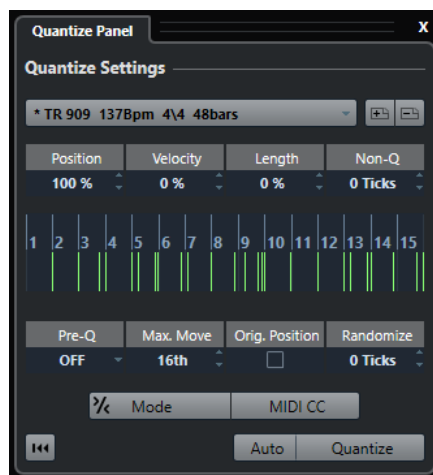 Quantize Panel X
Quantize Settings
* TR 909 137Bpm 4\4 48bars
Position Velocity Length Non-Q
100 % 0 % 0 % 0 Ticks
1 2 3 4 5 6 7 8 9 10 11 12 13 14 15
Pre-Q Max. Move Orig. Position Randomize
OFF 16th 0 Ticks
Mode MIDI CC
Auto Quantize